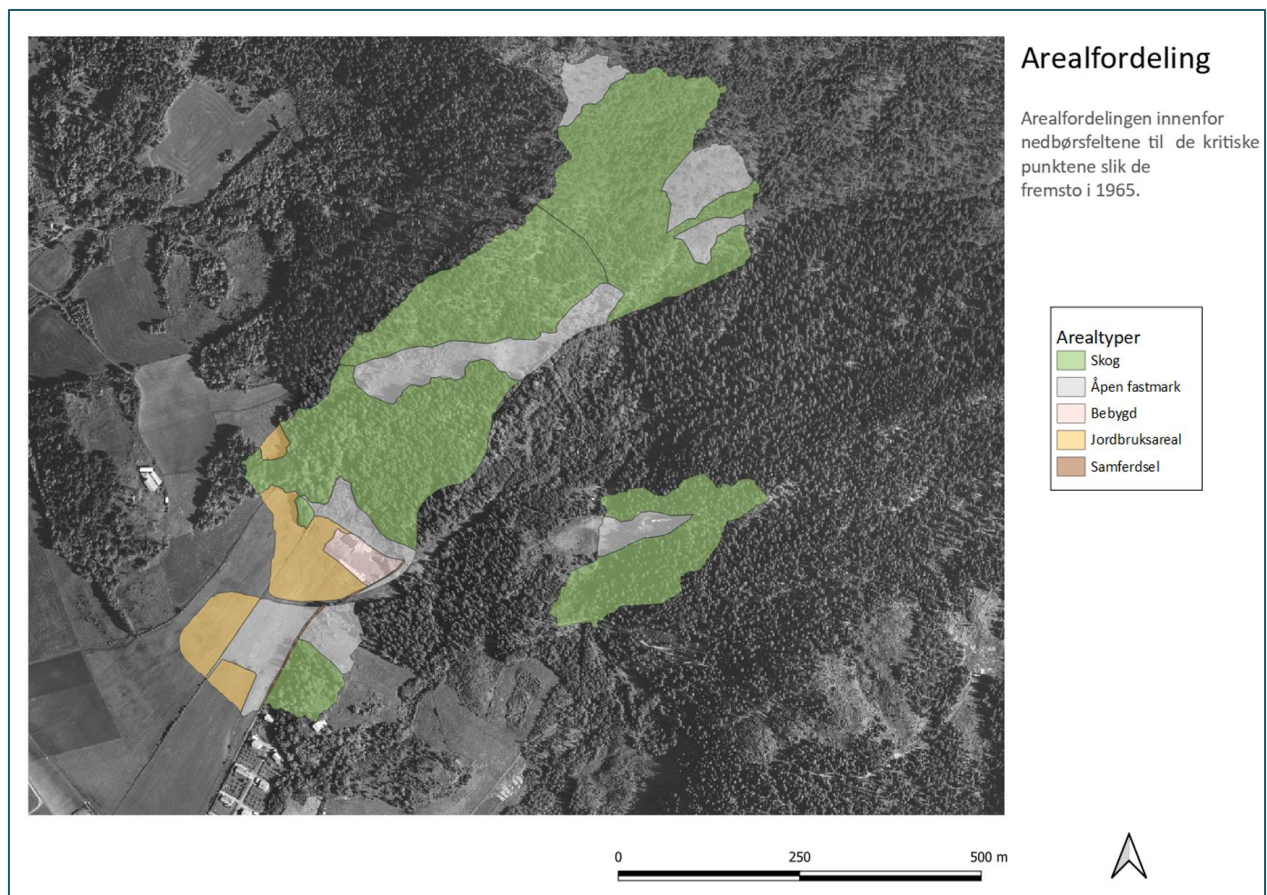 Arealfordeling
Arealfordelingen innenfor
nedbørsfeltene til de kritiske
punktene slik de
fremsto i 1965.
Arealtyper
Skog
Åpen fastmark
Bebygd
Jordbruksareal
Samferdsel
0 250 500 m